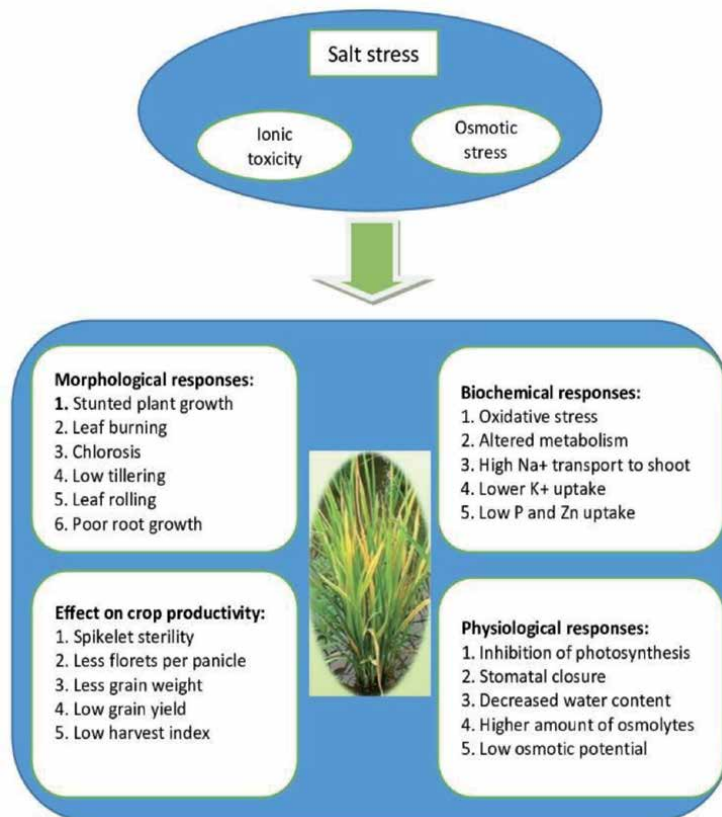 Salt stress
Ionic
toxicity
Osmotic
stress
Morphological responses:
1. Stunted plant growth
2. Leaf burning
3. Chlorosis
4. Low tillering
5. Leaf rolling
6. Poor root growth
Biochemical responses:
1. Oxidative stress
2. Altered metabolism
3. High Na+ transport to shoot
4. Lower K+ uptake
5. Low P and Zn uptake
Effect on crop productivity:
1. Spikelet sterility
2. Less florets per panicle
3. Less grain weight
4. Low grain yield
5. Low harvest index
Physiological responses:
1. Inhibition of photosynthesis
2. Stomatal closure
3. Decreased water content
4. Higher amount of osmolytes
5. Low osmotic potential